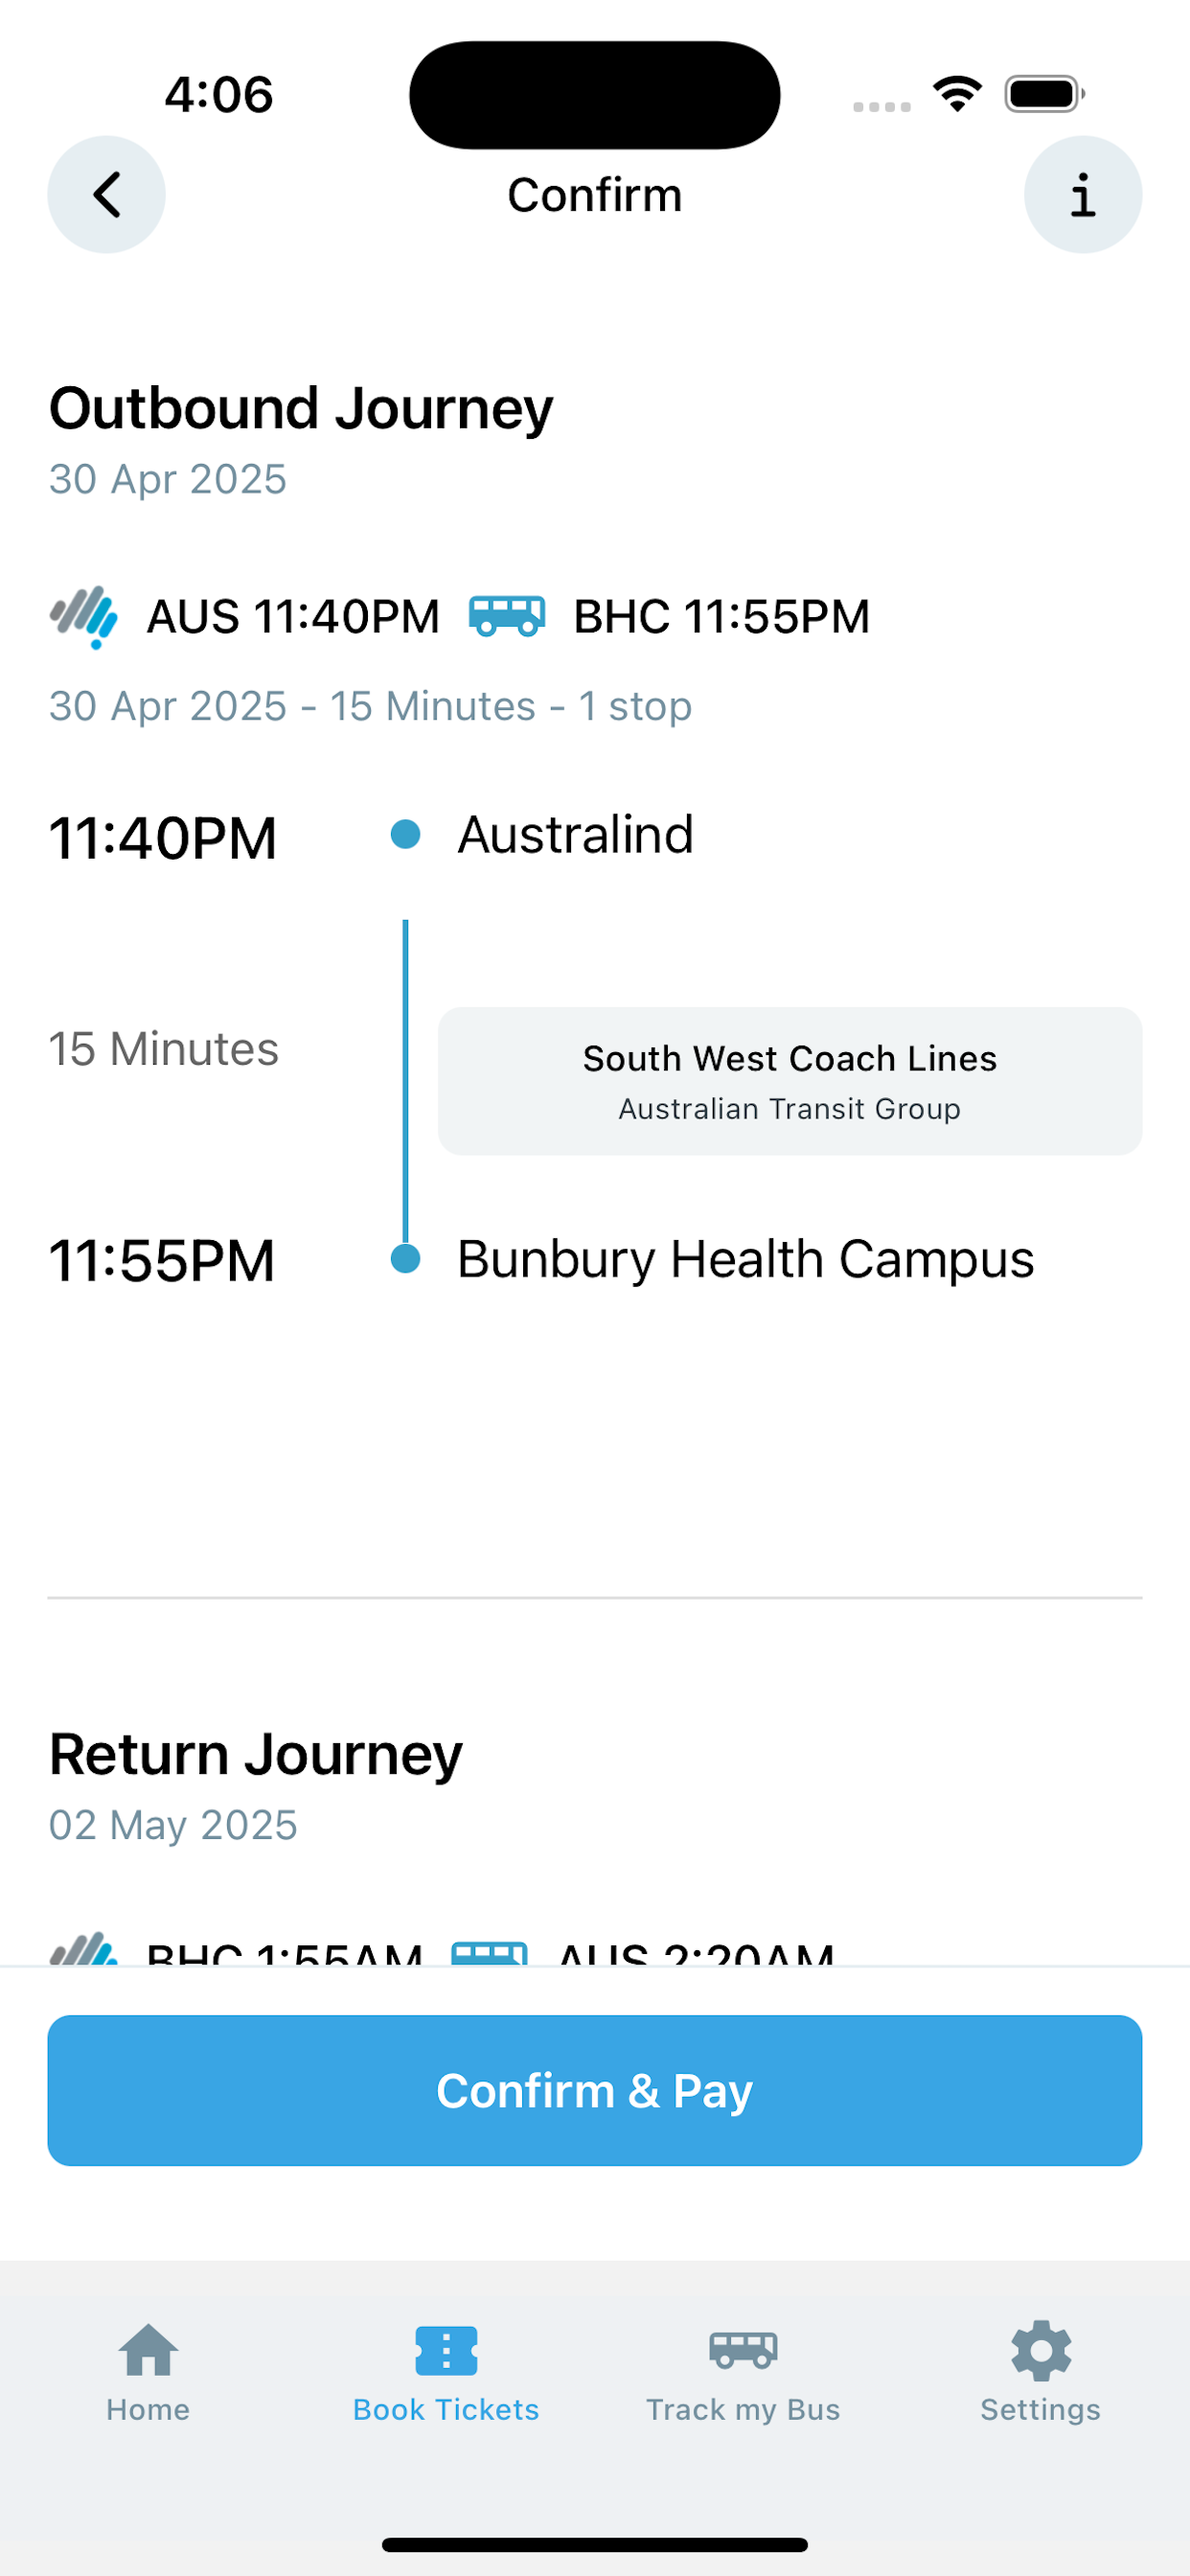 4:06
Confirm
Outbound Journey
30 Apr 2025
AUS 11:40PM BHC 11:55PM
30 Apr 2025 - 15 Minutes - 1 stop
11:40PM Australind
15 Minutes
South West Coach Lines
Australian Transit Group
11:55PM Bunbury Health Campus
Return Journey
02 May 2025
BHC 1:55AM AUS 2:20AM
Confirm & Pay
Home Book Tickets Track my Bus Settings